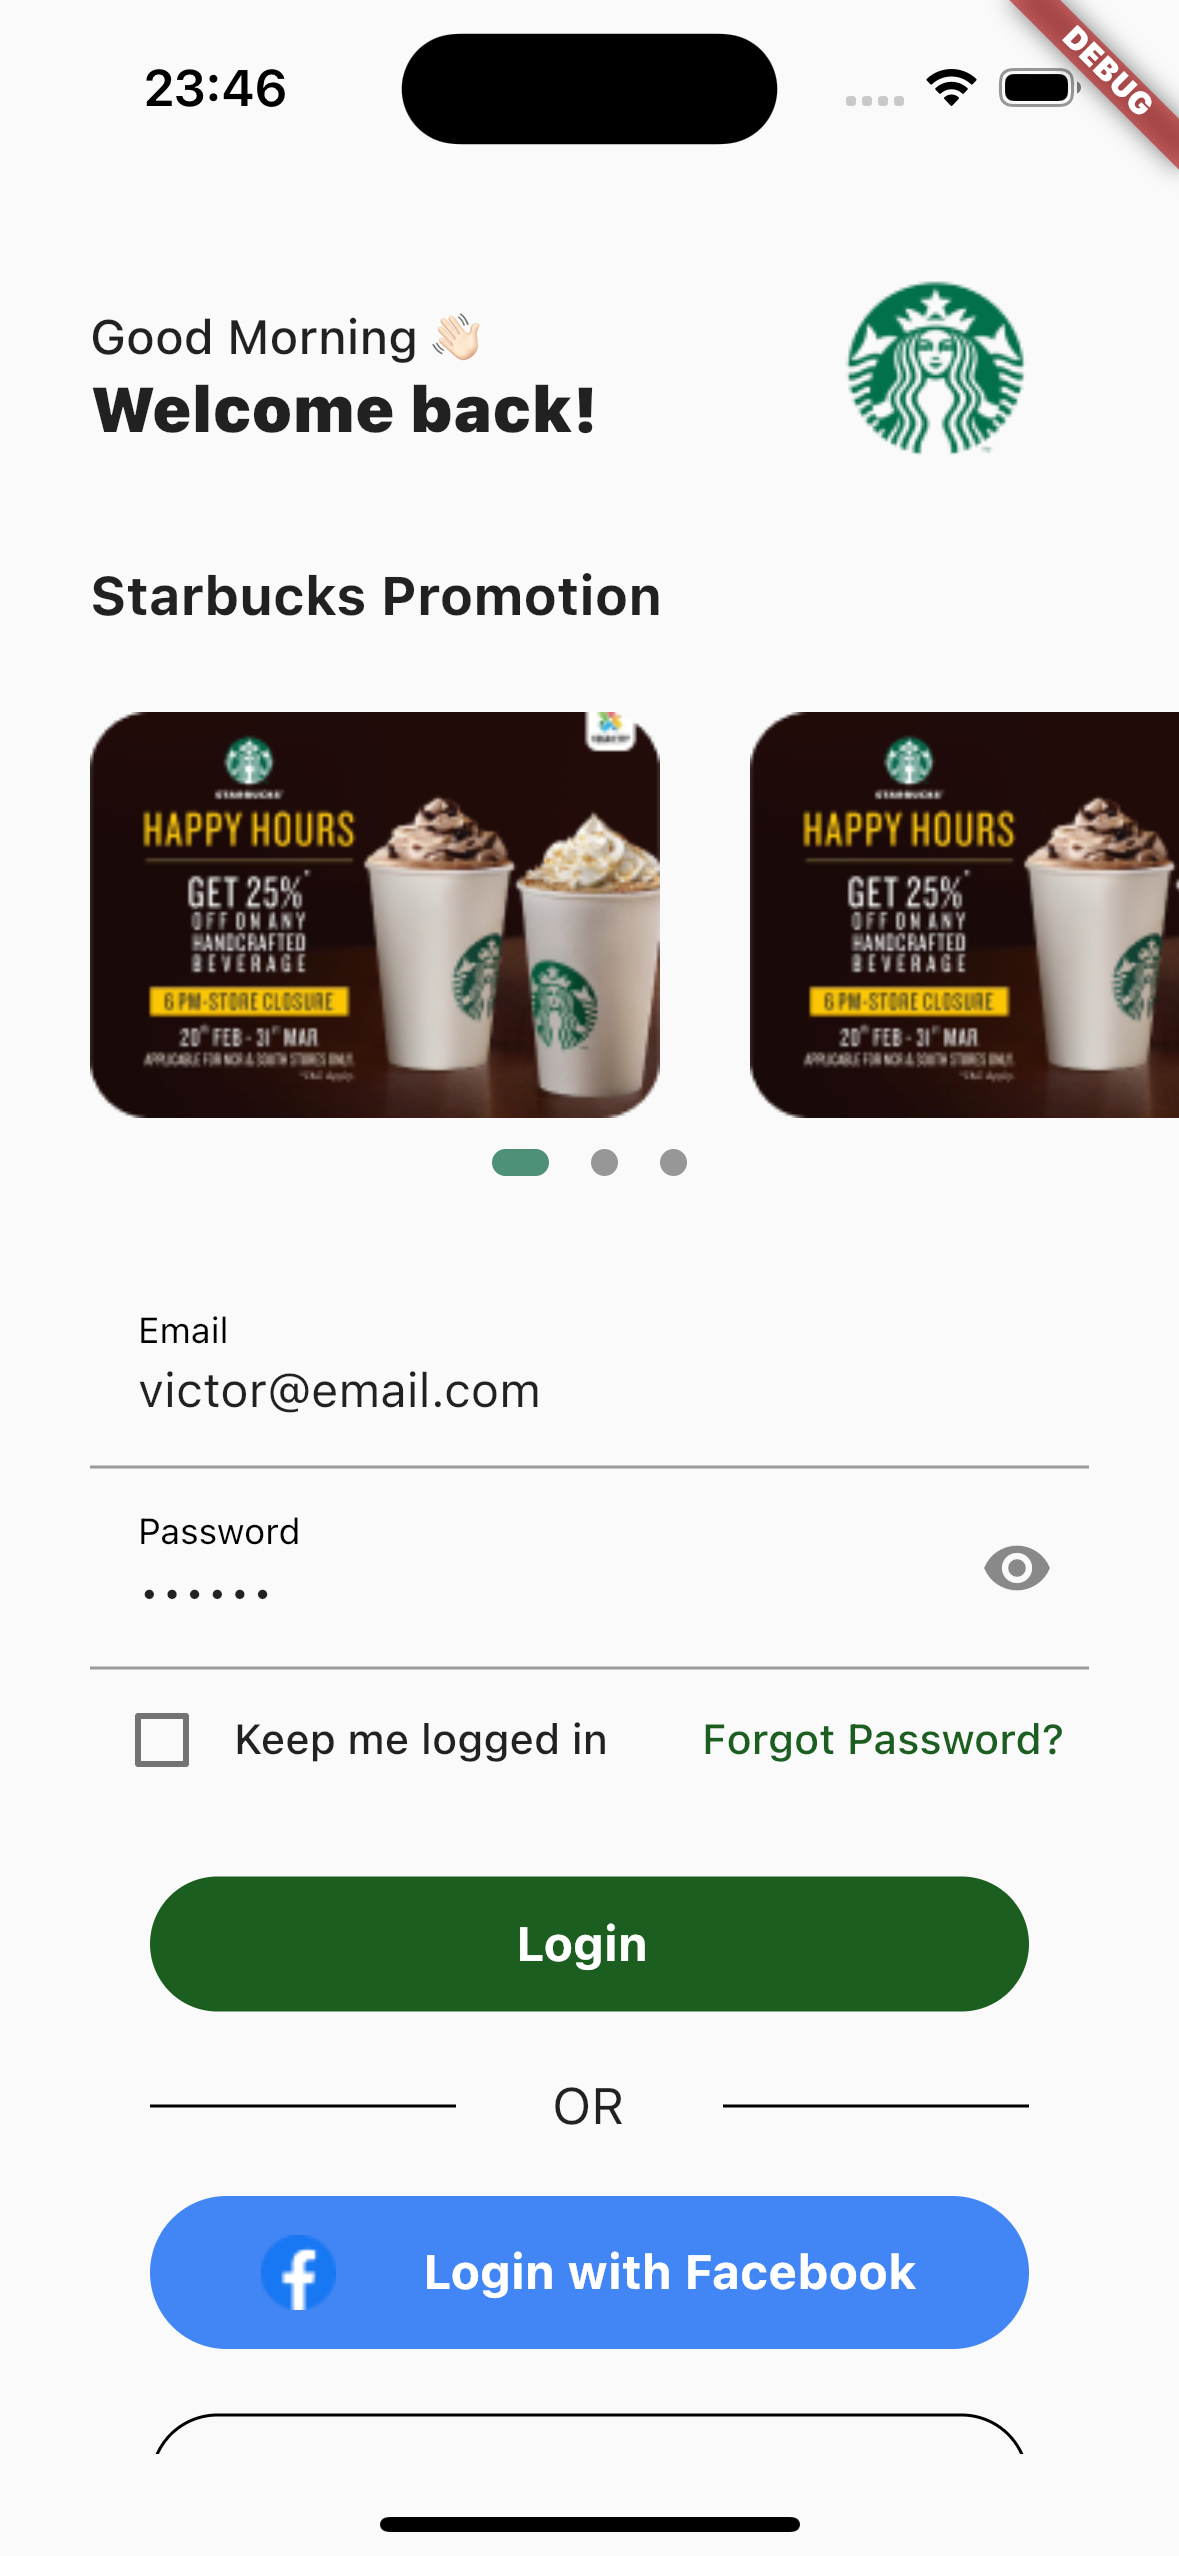 23:46
DEBUG
Good Morning 👋🏻
Welcome back!
Starbucks Promotion
STARBUCKS
HAPPY HOURS
GET 25%*
OFF ON ANY
HANDCRAFTED
BEVERAGE
6 PM-STORE CLOSURE
20th FEB - 31st MAR
APPLICABLE FOR NCR & SOUTH STORES ONLY.
*T&C Apply.
STARBUCKS
HAPPY HOURS
GET 25%*
OFF ON ANY
HANDCRAFTED
BEVERAGE
6 PM-STORE CLOSURE
20th FEB - 31st MAR
APPLICABLE FOR NCR & SOUTH STORES ONLY.
*T&C Apply.
Email
victor@email.com
Password
••••••
Keep me logged in
Forgot Password?
Login
OR
Login with Facebook